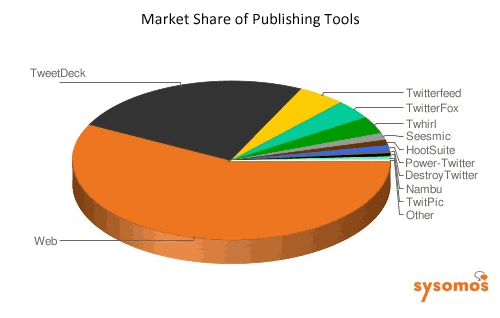 Market Share of Publishing Tools
TweetDeck
Twitterfeed
TwitterFox
Twhirl
Seesmic
HootSuite
Power-Twitter
DestroyTwitter
Nambu
TwitPic
Other
Web
sysomos